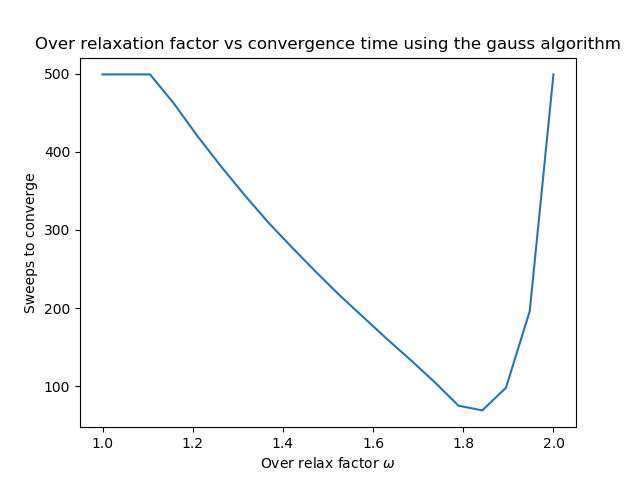 Over relaxation factor vs convergence time using the gauss algorithm
500
400
300
200
100
Sweeps to converge
1.0 1.2 1.4 1.6 1.8 2.0
Over relax factor ω